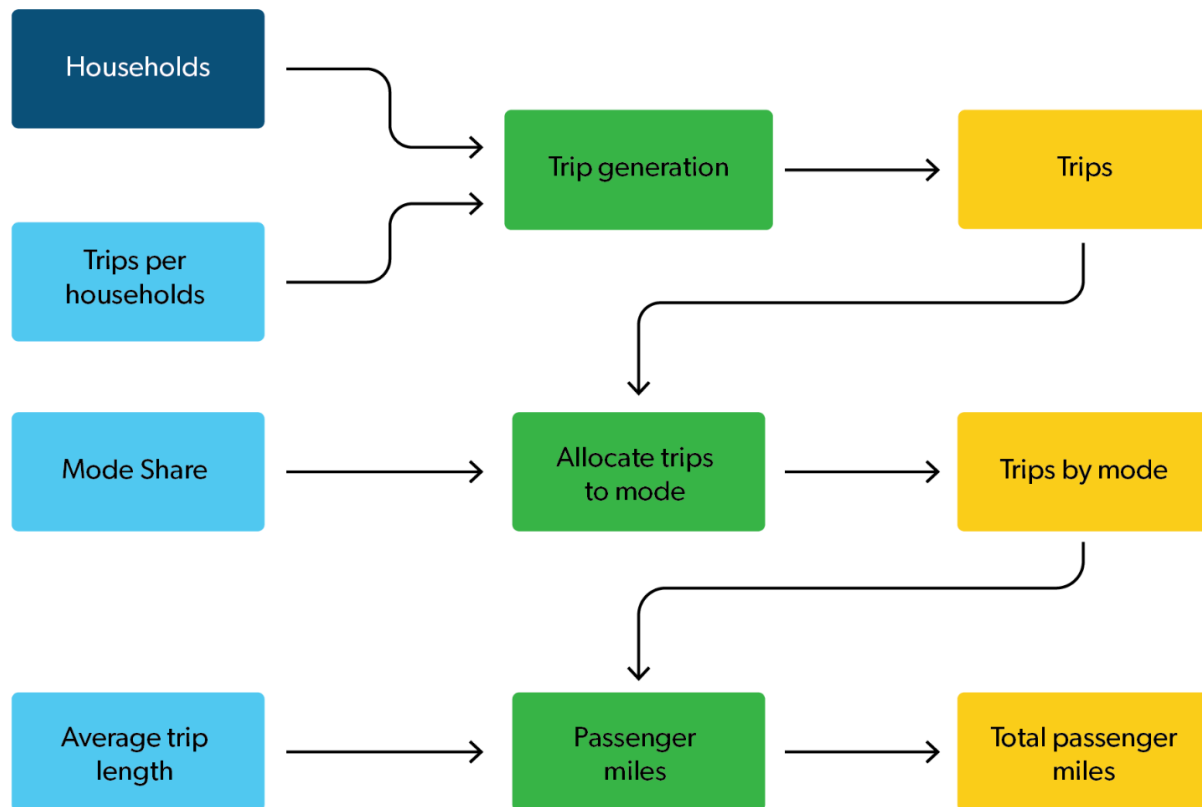 Households
Trip generation
Trips
Trips per
households
Mode Share
Allocate trips
to mode
Trips by mode
Average trip
length
Passenger
miles
Total passenger
miles